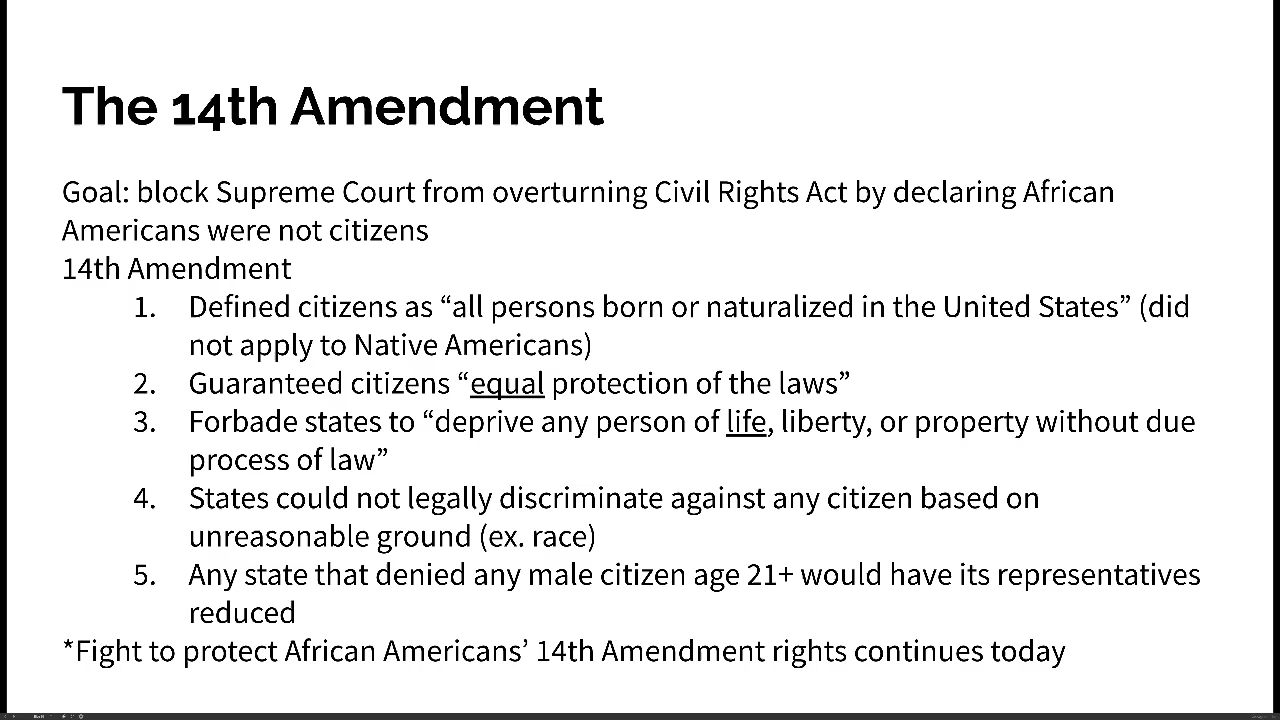 The 14th Amendment
Goal: block Supreme Court from overturning Civil Rights Act by declaring African
Americans were not citizens
14th Amendment
1. Defined citizens as “all persons born or naturalized in the United States” (did
not apply to Native Americans)
2. Guaranteed citizens “equal protection of the laws”
3. Forbade states to “deprive any person of life, liberty, or property without due
process of law”
4. States could not legally discriminate against any citizen based on
unreasonable ground (ex. race)
5. Any state that denied any male citizen age 21+ would have its representatives
reduced
*Fight to protect African Americans’ 14th Amendment rights continues today